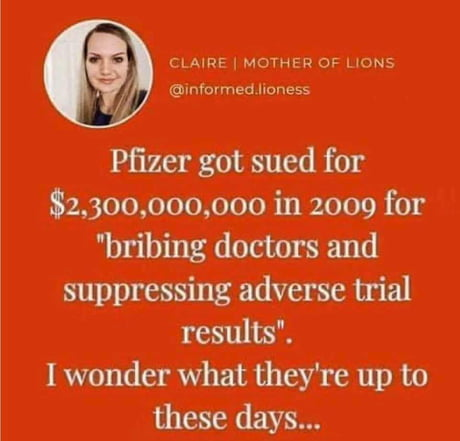 CLAIRE | MOTHER OF LIONS
@informed.lioness
Pfizer got sued for
$2,300,000,000 in 2009 for
"bribing doctors and
suppressing adverse trial
results".
I wonder what they're up to
these days...